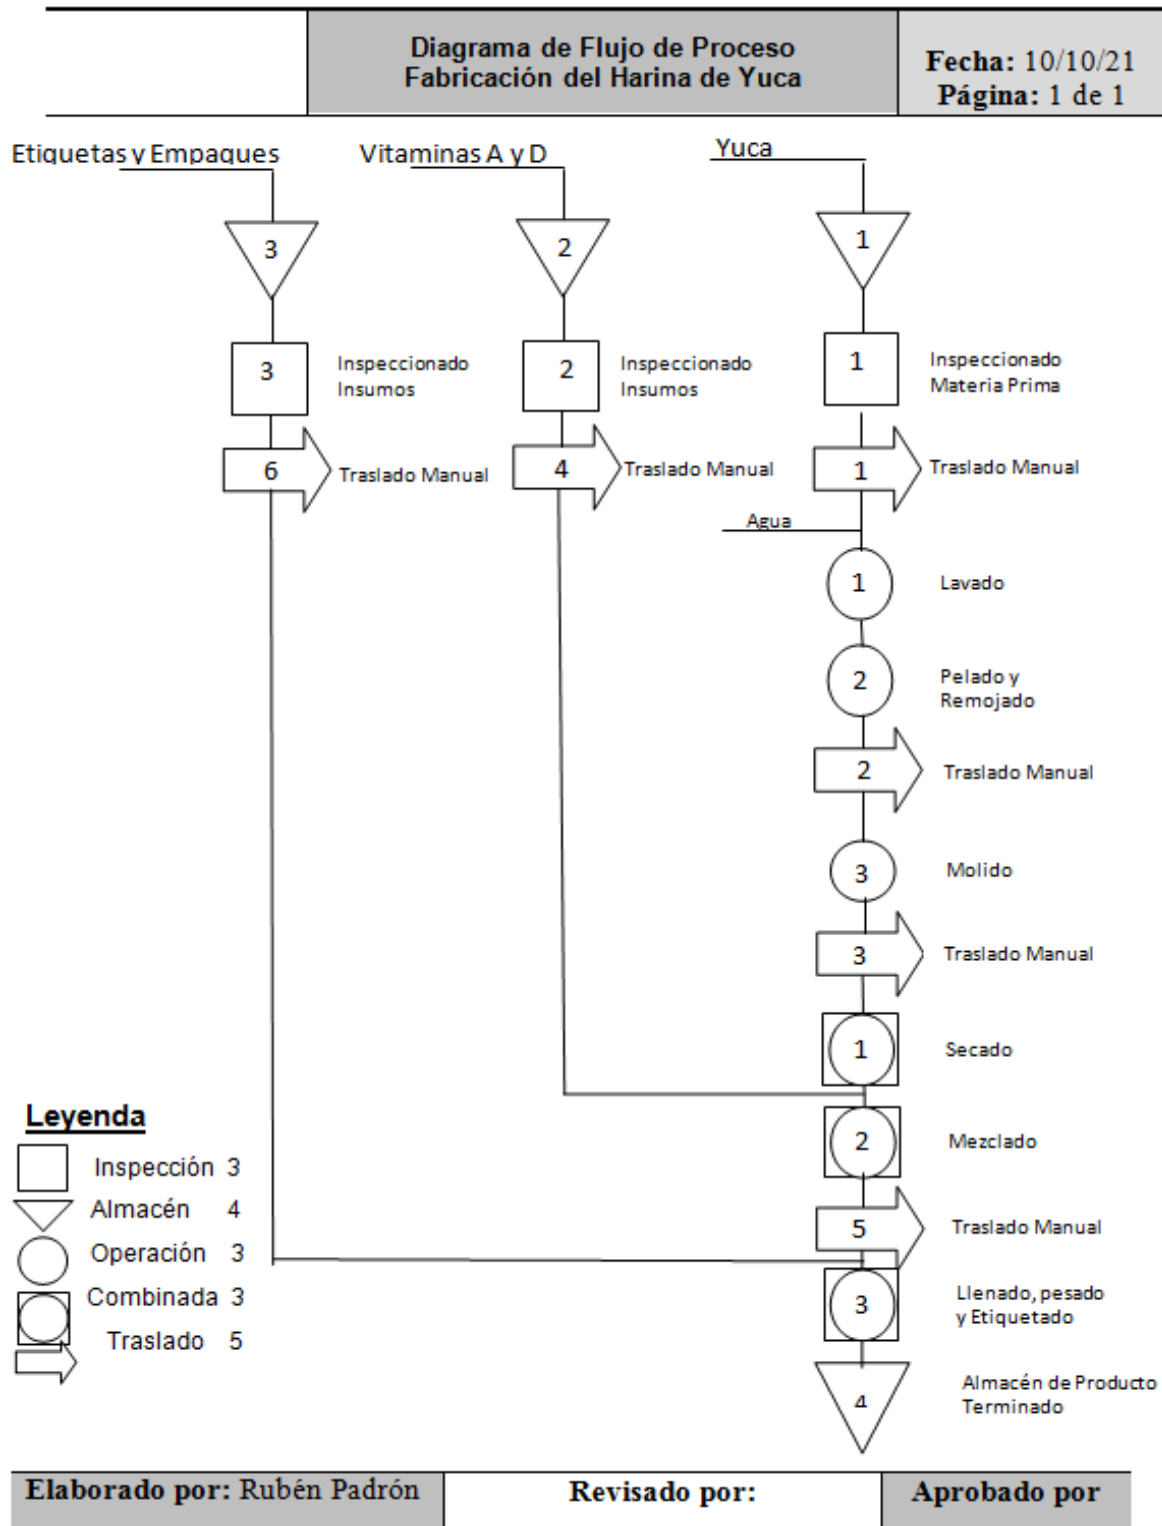 Diagrama de Flujo de Proceso
Fabricación del Harina de Yuca
Fecha: 10/10/21
Página: 1 de 1
Etiquetas y Empaques
Vitaminas A y D
Yuca
3
2
1
3
Inspeccionado
Insumos
2
Inspeccionado
Insumos
1
Inspeccionado
Materia Prima
6
Traslado Manual
4
Traslado Manual
1
Traslado Manual
Agua
1
Lavado
2
Pelado y
Remojado
2
Traslado Manual
3
Molido
3
Traslado Manual
1
Secado
2
Mezclado
5
Traslado Manual
3
Llenado, pesado
y Etiquetado
4
Almacén de Producto
Terminado
Leyenda
Inspección 3
Almacén 4
Operación 3
Combinada 3
Traslado 5
Elaborado por: Rubén Padrón
Revisado por:
Aprobado por